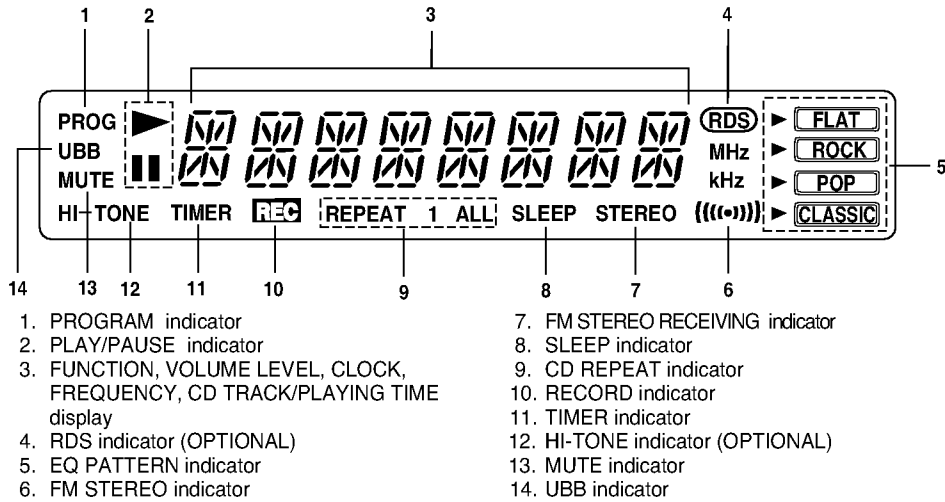 1 2 3 4
PROG RDS FLAT
UBB MHz ROCK
MUTE kHz POP
HI-TONE TIMER REC REPEAT 1 ALL SLEEP STEREO CLASSIC
5
14 13 12 11 10 9 8 7 6
1. PROGRAM indicator
2. PLAY/PAUSE indicator
3. FUNCTION, VOLUME LEVEL, CLOCK,
FREQUENCY, CD TRACK/PLAYING TIME
display
4. RDS indicator (OPTIONAL)
5. EQ PATTERN indicator
6. FM STEREO indicator
7. FM STEREO RECEIVING indicator
8. SLEEP indicator
9. CD REPEAT indicator
10. RECORD indicator
11. TIMER indicator
12. HI-TONE indicator (OPTIONAL)
13. MUTE indicator
14. UBB indicator